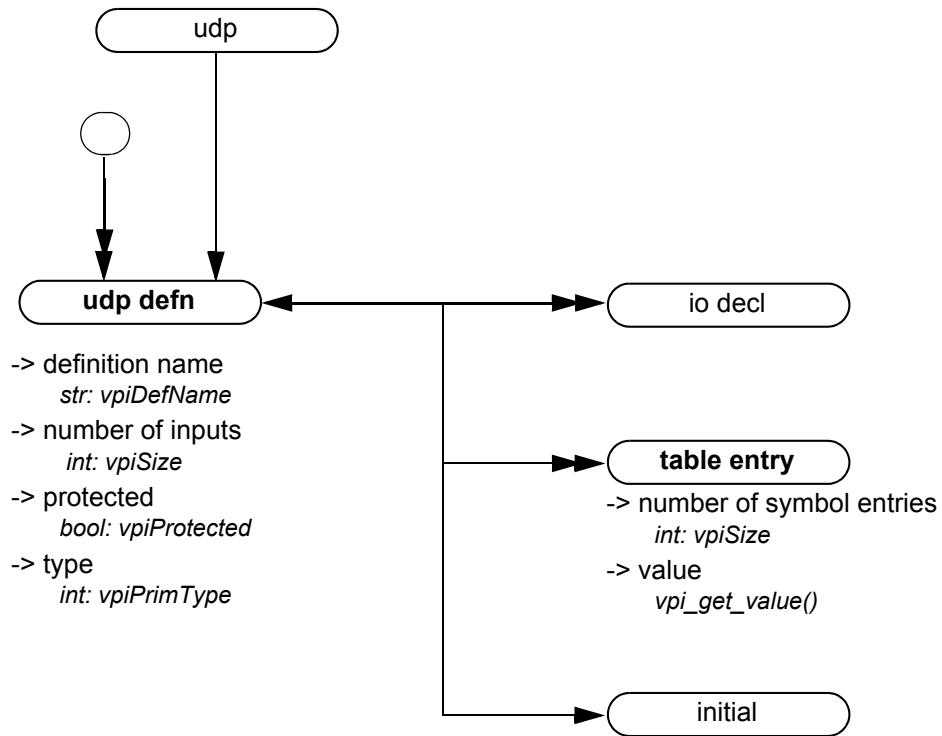 udp
udp defn
-> definition name
str: vpiDefName
-> number of inputs
int: vpiSize
-> protected
bool: vpiProtected
-> type
int: vpiPrimType
io decl
table entry
-> number of symbol entries
int: vpiSize
-> value
vpi_get_value()
initial